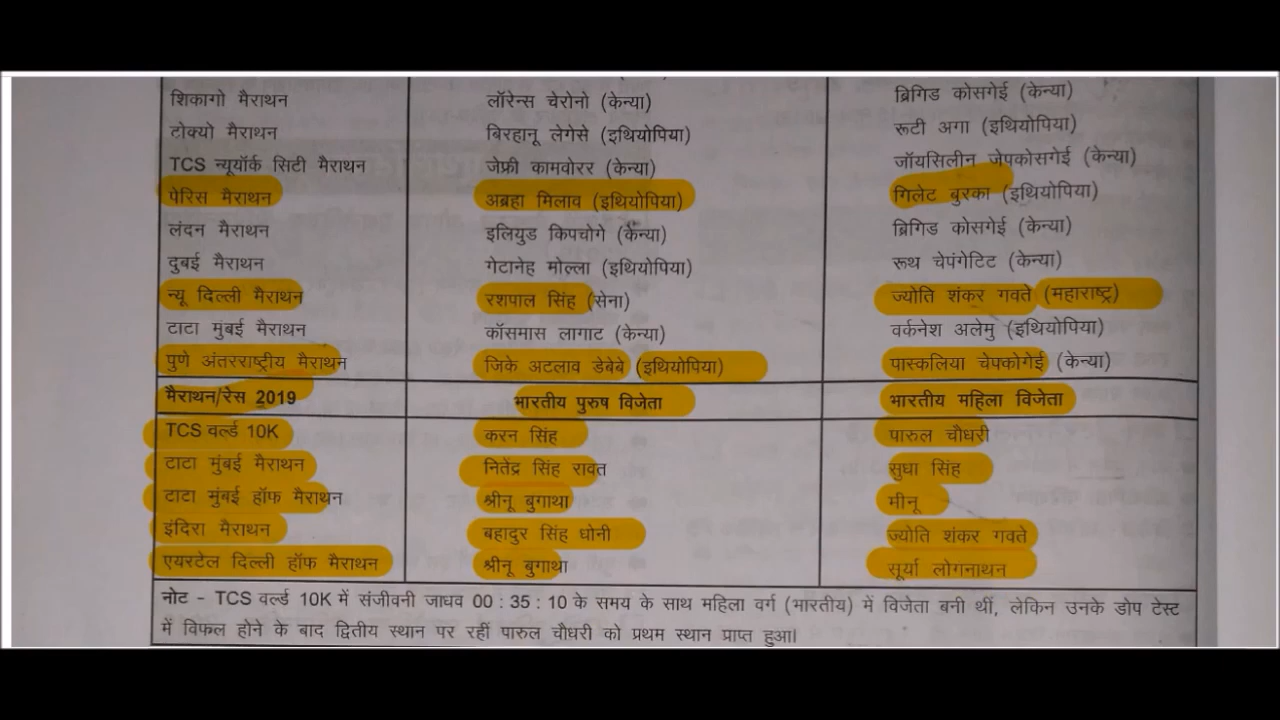 शिकागो मैराथन लॉरेन्स चेरोनो (केन्या) ब्रिगिड कोसगेई (केन्या)
टोक्यो मैराथन बिरहानू लेगेसे (इथियोपिया) रूटी अगा (इथियोपिया)
TCS न्यूयॉर्क सिटी मैराथन जेफ्री कामवोरर (केन्या) जॉयसिलीन जेपकोसगेई (केन्या)
पेरिस मैराथन अब्रहा मिलाव (इथियोपिया) गिलेट बुरका (इथियोपिया)
लंदन मैराथन इलियुड किपचोगे (केन्या) ब्रिगिड कोसगेई (केन्या)
दुबई मैराथन गेटानेह मोल्ला (इथियोपिया) रूथ चेपंगेटिट (केन्या)
न्यू दिल्ली मैराथन रशपाल सिंह (सेना) ज्योति शंकर गवते (महाराष्ट्र)
टाटा मुंबई मैराथन कॉसमास लागाट (केन्या) वर्कनेश अलेमु (इथियोपिया)
पुणे अंतरराष्ट्रीय मैराथन जिके अटलाव डेबेबे (इथियोपिया) पास्कलिया चेपकोगेई (केन्या)
मैराथन/रेस 2019 भारतीय पुरुष विजेता भारतीय महिला विजेता
TCS वर्ल्ड 10K करन सिंह पारुल चौधरी
टाटा मुंबई मैराथन नितेंद्र सिंह रावत सुधा सिंह
टाटा मुंबई हॉफ मैराथन श्रीनू बुगाथा मीनू
इंदिरा मैराथन बहादुर सिंह धोनी ज्योति शंकर गवते
एयरटेल दिल्ली हॉफ मैराथन श्रीनू बुगाथा सूर्या लोगनाथन
नोट - TCS वर्ल्ड 10K में संजीवनी जाधव 00 : 35 : 10 के समय के साथ महिला वर्ग (भारतीय) में विजेता बनी थीं, लेकिन उनके डोप टेस्ट
में विफल होने के बाद द्वितीय स्थान पर रहीं पारुल चौधरी को प्रथम स्थान प्राप्त हुआ।